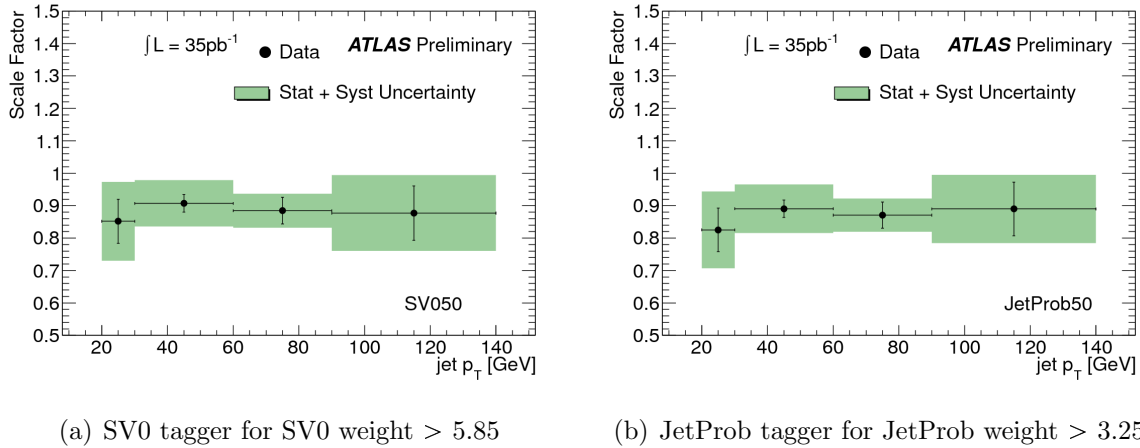 Scale Factor
1.5
1.4
1.3
1.2
1.1
1
0.9
0.8
0.7
0.6
0.5
∫ L = 35pb⁻¹
ATLAS Preliminary
Data
Stat + Syst Uncertainty
SV050
20 40 60 80 100 120 140
jet p_T [GeV]
Scale Factor
1.5
1.4
1.3
1.2
1.1
1
0.9
0.8
0.7
0.6
0.5
∫ L = 35pb⁻¹
ATLAS Preliminary
Data
Stat + Syst Uncertainty
JetProb50
20 40 60 80 100 120 140
jet p_T [GeV]
(a) SV0 tagger for SV0 weight > 5.85
(b) JetProb tagger for JetProb weight > 3.25